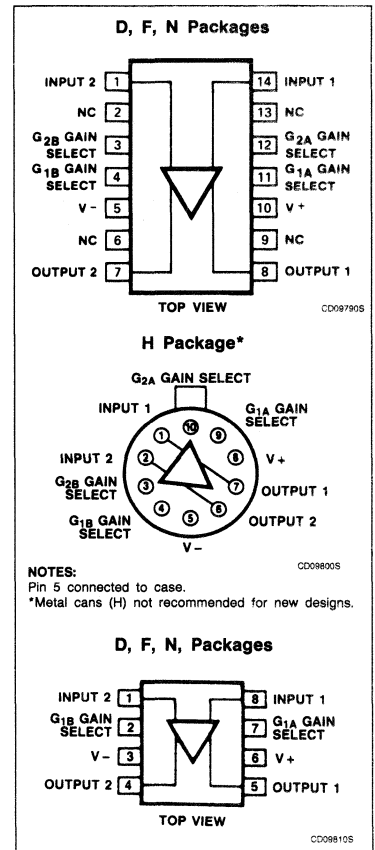 D, F, N Packages
INPUT 2 1 14 INPUT 1
NC 2 13 NC
G2B GAIN SELECT 3 12 G2A GAIN SELECT
G1B GAIN SELECT 4 11 G1A GAIN SELECT
V- 5 10 V+
NC 6 9 NC
OUTPUT 2 7 8 OUTPUT 1
TOP VIEW
CD09790S
H Package*
G2A GAIN SELECT
INPUT 1
G1A GAIN SELECT
10
1 9
INPUT 2 2 8 V+
G2B GAIN SELECT 3 7 OUTPUT 1
4 6
G1B GAIN SELECT
5
OUTPUT 2
V-
CD09800S
NOTES:
Pin 5 connected to case.
*Metal cans (H) not recommended for new designs.
D, F, N, Packages
INPUT 2 1 8 INPUT 1
G1B GAIN SELECT 2 7 G1A GAIN SELECT
V- 3 6 V+
OUTPUT 2 4 5 OUTPUT 1
TOP VIEW
CD09810S